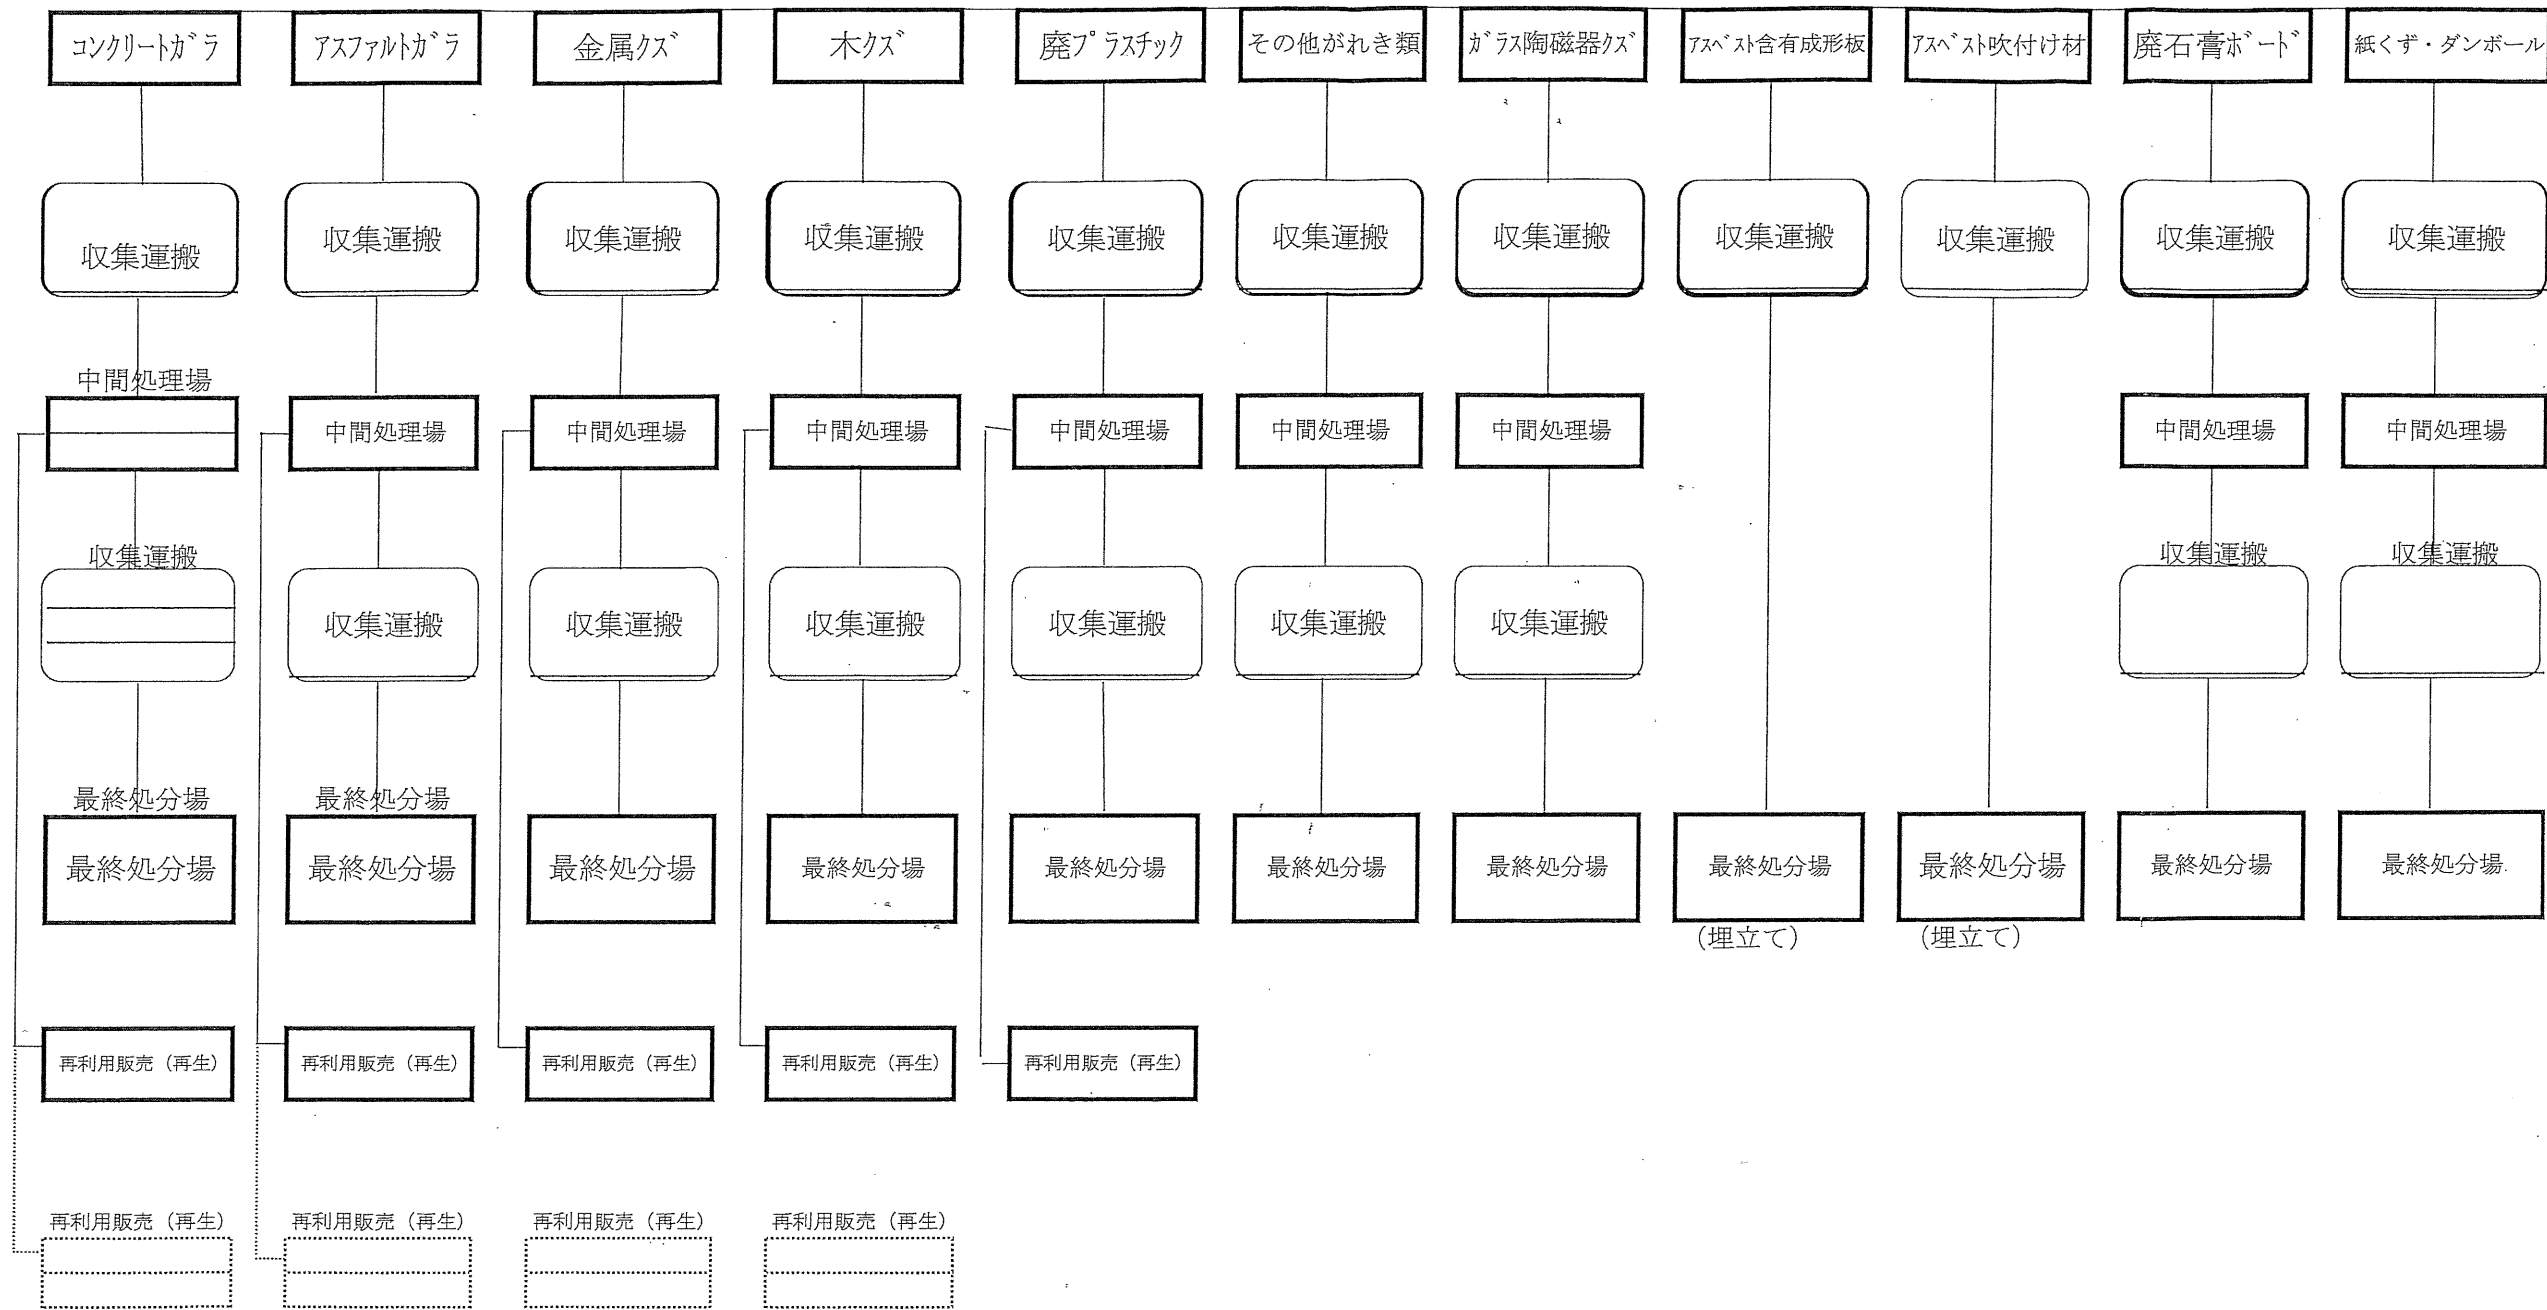 コンクリートガラ
アスファルトガラ
金属クズ
木クズ
廃プラスチック
その他がれき類
ガラス陶磁器クズ
アスベスト含有成形板
アスベスト吹付け材
廃石膏ボード
紙くず・ダンボール
収集運搬
収集運搬
収集運搬
収集運搬
収集運搬
収集運搬
収集運搬
収集運搬
収集運搬
収集運搬
収集運搬
中間処理場
中間処理場
中間処理場
中間処理場
中間処理場
中間処理場
中間処理場
中間処理場
中間処理場
収集運搬
収集運搬
収集運搬
収集運搬
収集運搬
収集運搬
収集運搬
収集運搬
収集運搬
最終処分場
最終処分場
最終処分場
最終処分場
最終処分場
最終処分場
最終処分場
最終処分場
最終処分場
最終処分場
最終処分場
最終処分場
最終処分場
(埋立て)
(埋立て)
再利用販売(再生)
再利用販売(再生)
再利用販売(再生)
再利用販売(再生)
再利用販売(再生)
再利用販売(再生)
再利用販売(再生)
再利用販売(再生)
再利用販売(再生)